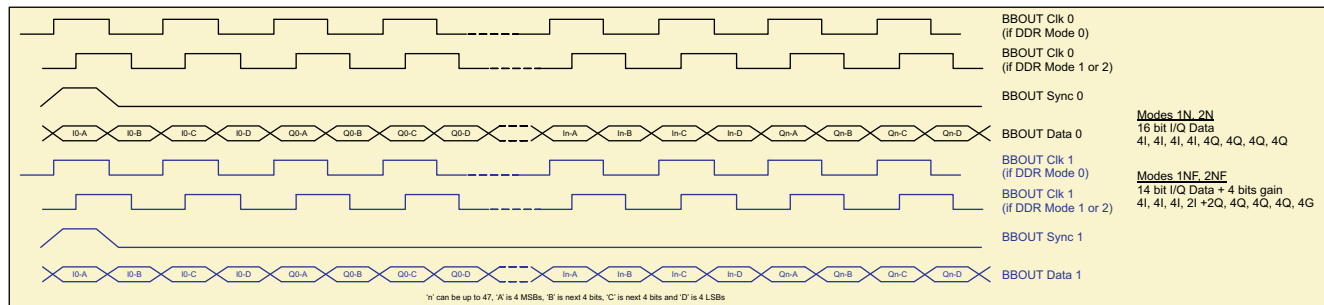 BBOUT Clk 0
(if DDR Mode 0)
BBOUT Clk 0
(if DDR Mode 1 or 2)
BBOUT Sync 0
I0-A I0-B I0-C I0-D Q0-A Q0-B Q0-C Q0-D In-A In-B In-C In-D Qn-A Qn-B Qn-C Qn-D
BBOUT Data 0
BBOUT Clk 1
(if DDR Mode 0)
BBOUT Clk 1
(if DDR Mode 1 or 2)
BBOUT Sync 1
I0-A I0-B I0-C I0-D Q0-A Q0-B Q0-C Q0-D In-A In-B In-C In-D Qn-A Qn-B Qn-C Qn-D
BBOUT Data 1
Modes 1N, 2N
16 bit I/Q Data
4I, 4I, 4I, 4I, 4Q, 4Q, 4Q, 4Q
Modes 1NF, 2NF
14 bit I/Q Data + 4 bits gain
4I, 4I, 4I, 2I +2Q, 4Q, 4Q, 4Q, 4G
'n' can be up to 47, 'A' is 4 MSBs, 'B' is next 4 bits, 'C' is next 4 bits and 'D' is 4 LSBs